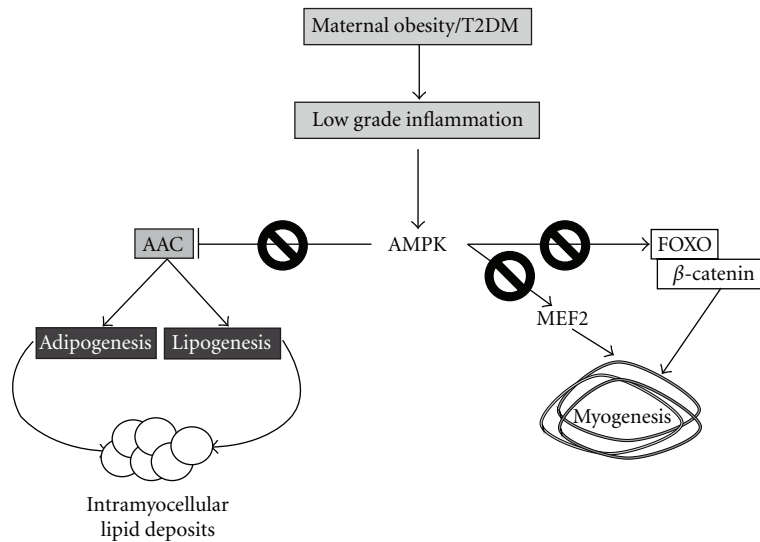 Maternal obesity/T2DM
Low grade inflammation
AAC
AMPK
FOXO
β-catenin
MEF2
Adipogenesis
Lipogenesis
Myogenesis
Intramyocellular
lipid deposits